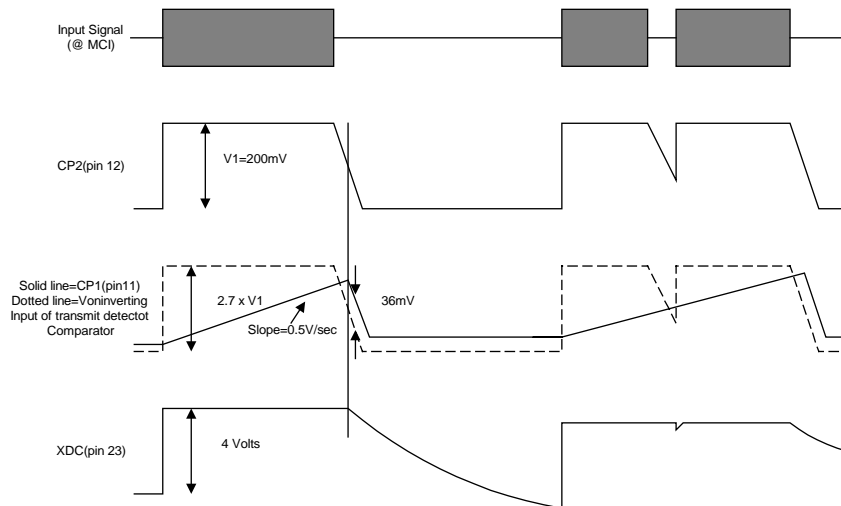 Input Signal
(@ MCI)
CP2(pin 12)
V1=200mV
Solid line=CP1(pin11)
Dotted line=Voninverting
Input of transmit detectot
Comparator
2.7 x V1
Slope=0.5V/sec
36mV
XDC(pin 23)
4 Volts